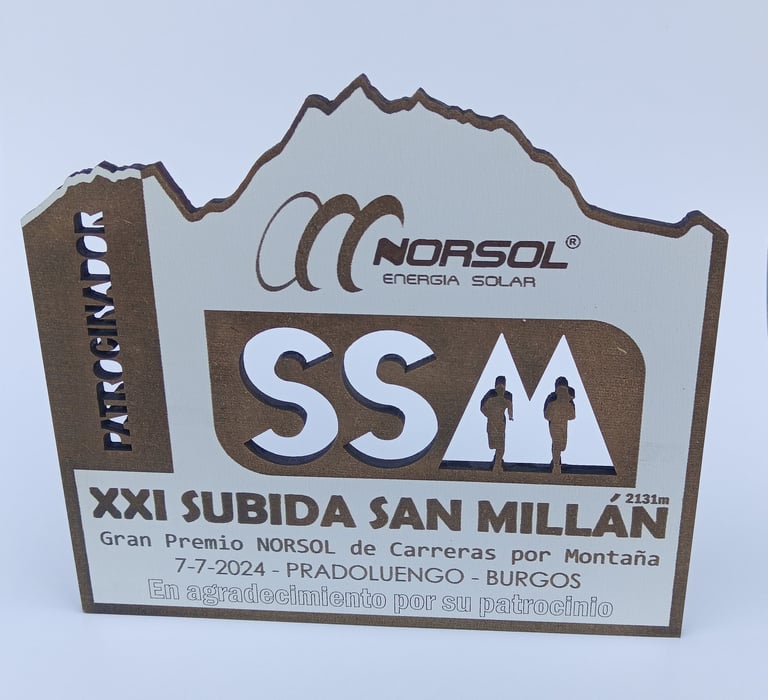 PATROCINADOR
NORSOL®
ENERGIA SOLAR
SSM
2131m
XXI SUBIDA SAN MILLÁN
Gran Premio NORSOL de Carreras por Montaña
7-7-2024 - PRADOLUENGO - BURGOS
En agradecimiento por su patrocinio